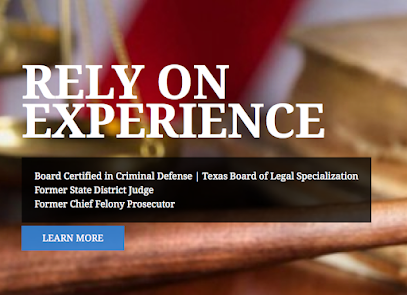 RELY ON
EXPERIENCE
Board Certified in Criminal Defense | Texas Board of Legal Specialization
Former State District Judge
Former Chief Felony Prosecutor
LEARN MORE